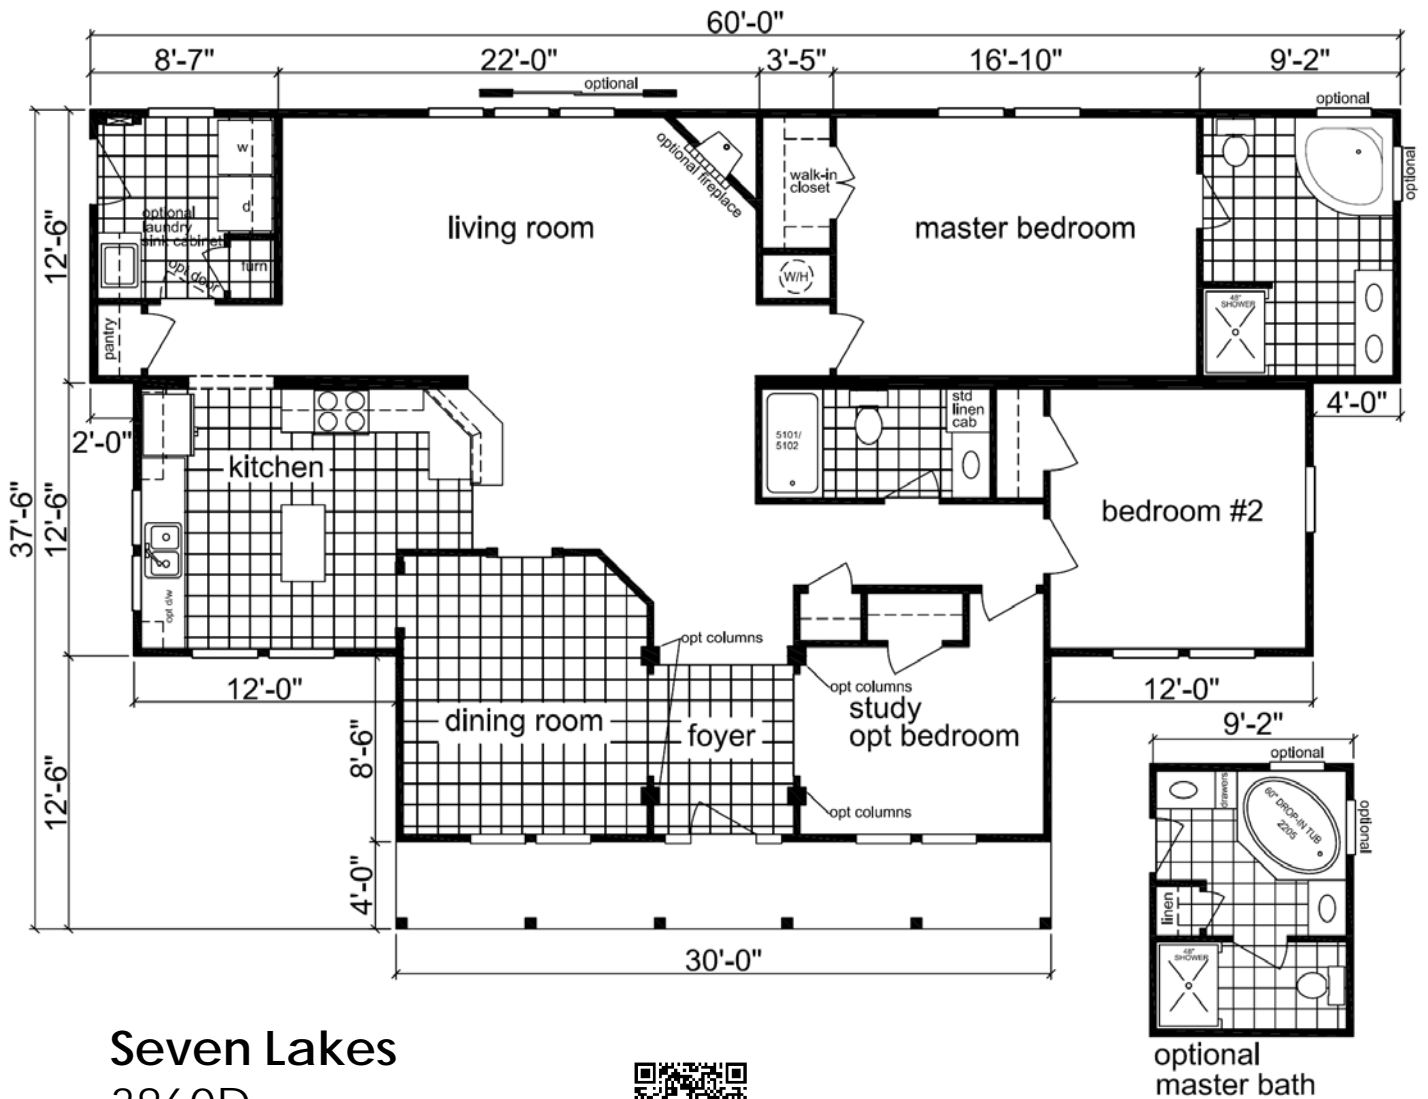 60'-0"
8'-7"
22'-0"
3'-5"
16'-10"
9'-2"
optional
optional
optional
w
d
optional
laundry
sink cabinet
opt door
furn
pantry
living room
optional fireplace
walk-in
closet
W/H
master bedroom
48"
SHOWER
12'-6"
37'-6"
2'-0"
4'-0"
12'-6"
kitchen
opt d/w
5101/
5102
std
linen
cab
bedroom #2
opt columns
opt columns
12'-0"
12'-0"
dining room
foyer
study
opt bedroom
opt columns
12'-6"
8'-6"
4'-0"
30'-0"
9'-2"
optional
optional
drawers
60" DROP-IN TUB
2205
linen
48"
SHOWER
optional
master bath
Seven Lakes